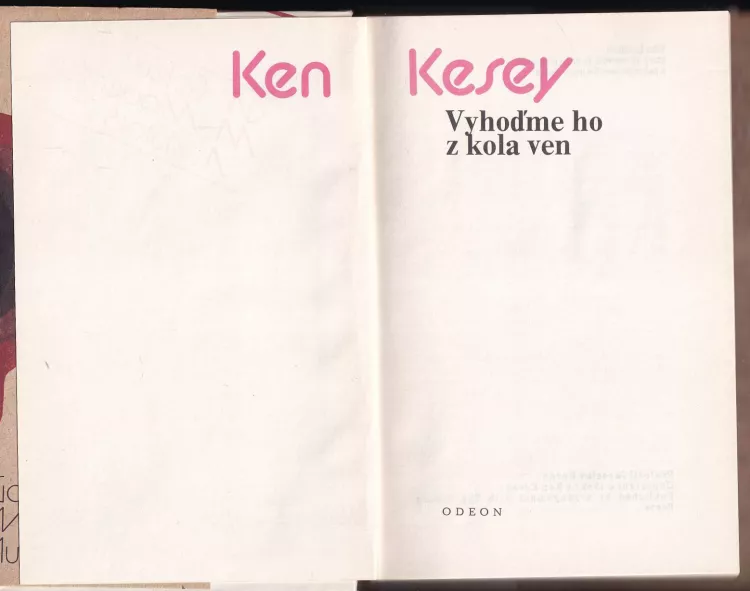 Ken Kesey
Vyhoďme ho
z kola ven
ODEON